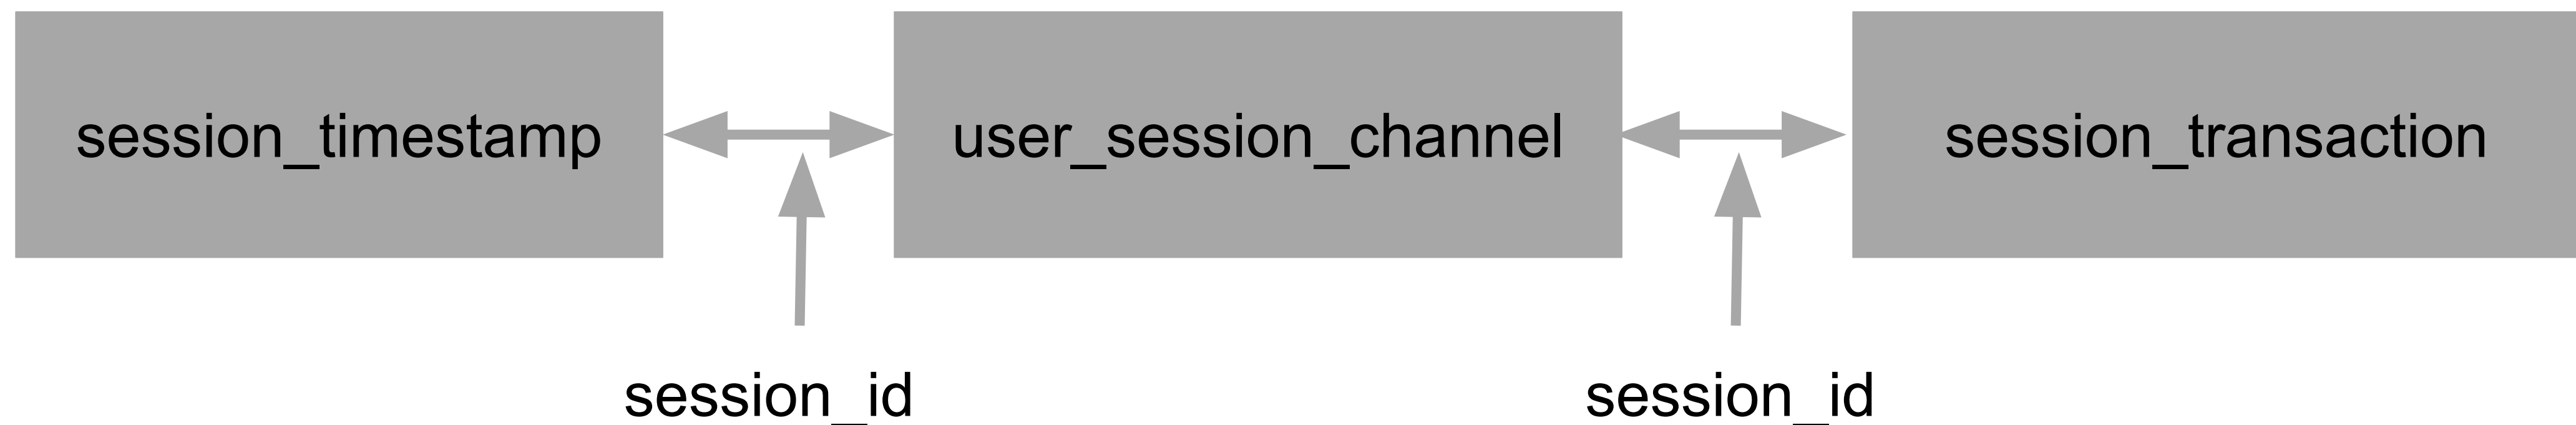 session_timestamp
user_session_channel
session_transaction
session_id
session_id